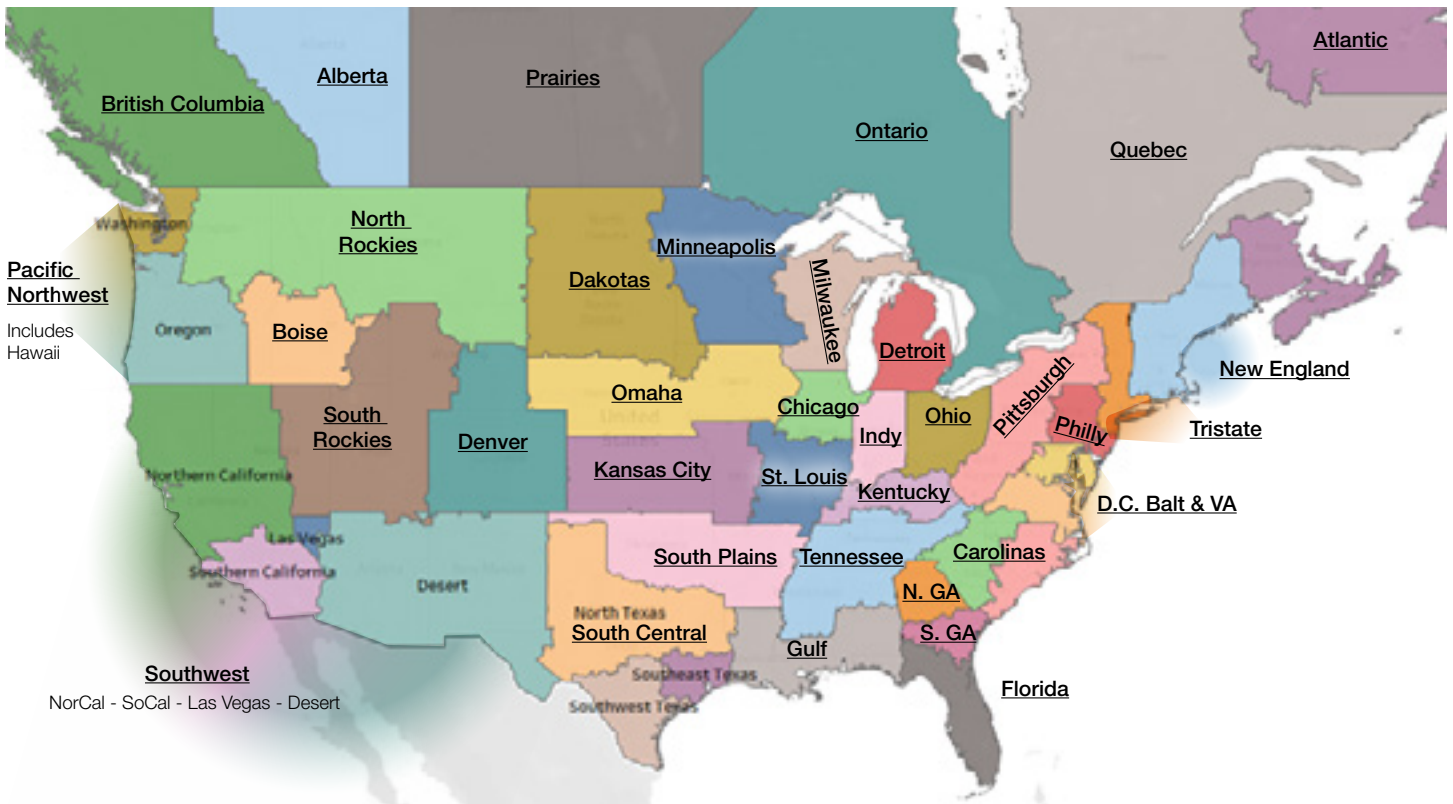 Atlantic
Alberta
Prairies
British Columbia
Ontario
Quebec
Washington
North
Rockies
Minneapolis
Milwaukee
Pacific
Northwest
Includes
Hawaii
Dakotas
Oregon
Boise
Detroit
New England
Omaha
Chicago
Pittsburgh
Ohio
Indy
Philly
Tristate
South
Rockies
Denver
Kansas City
St. Louis
Kentucky
Northern California
D.C. Balt & VA
Las Vegas
Southern California
South Plains
Tennessee
Carolinas
Desert
N. GA
North Texas
South Central
S. GA
Gulf
Southeast Texas
Southwest Texas
Florida
Southwest
NorCal - SoCal - Las Vegas - Desert
United